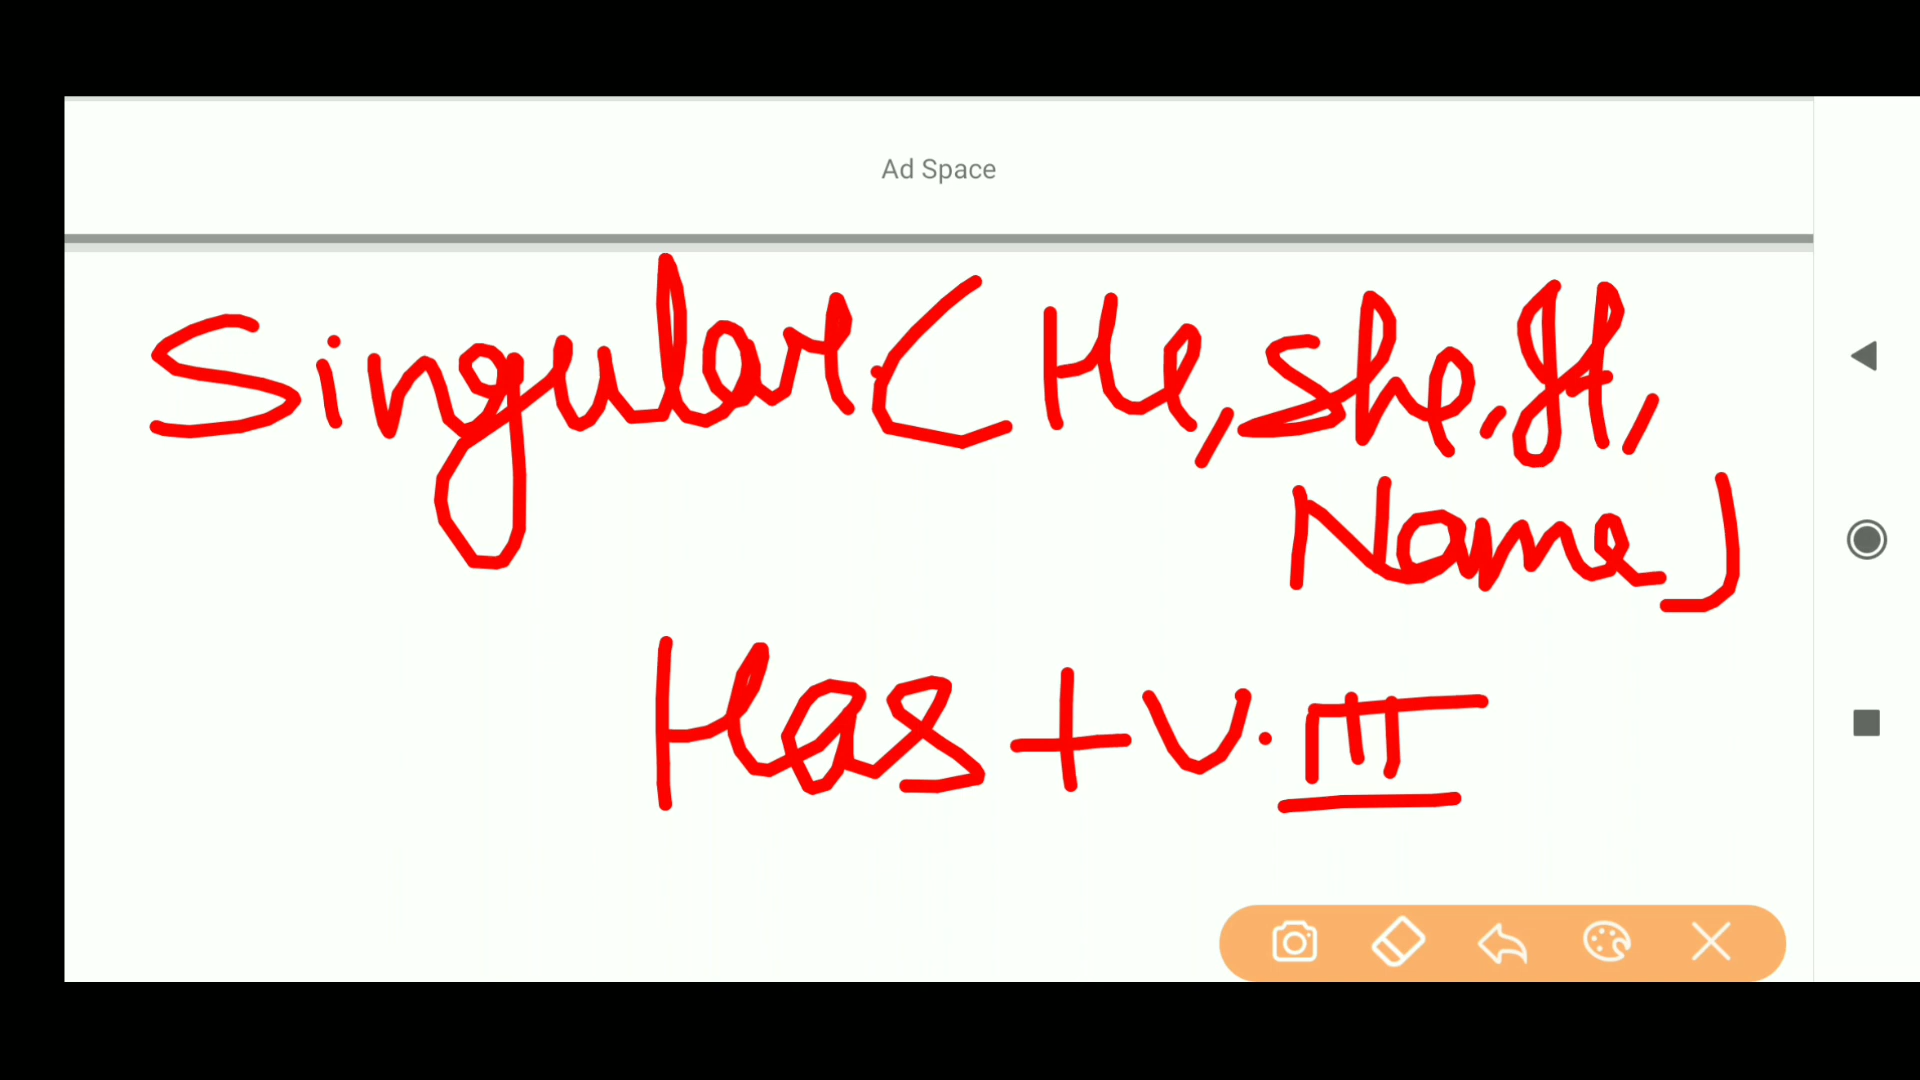 Ad Space
Singular (He, she, It,
Name)
Has + V. III